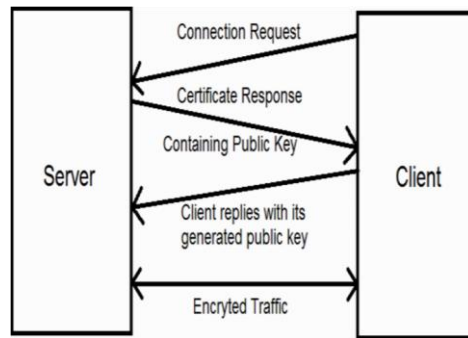 Connection Request
Certificate Response
Containing Public Key
Server
Client
Client replies with its
generated public key
Encryted Traffic